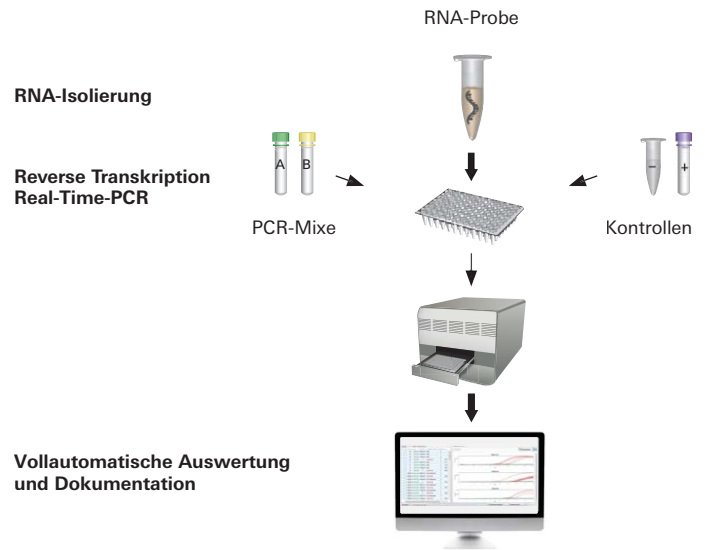 RNA-Probe
RNA-Isolierung
A B
Reverse Transkription
Real-Time-PCR
- +
PCR-Mixe
Kontrollen
Vollautomatische Auswertung
und Dokumentation